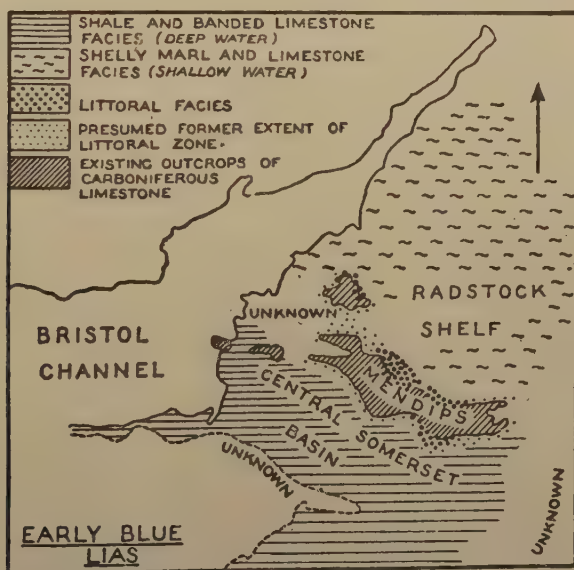 SHALE AND BANDED LIMESTONE
FACIES (DEEP WATER)
SHELLY MARL AND LIMESTONE
FACIES (SHALLOW WATER)
LITTORAL FACIES
PRESUMED FORMER EXTENT OF
LITTORAL ZONE.
EXISTING OUTCROPS OF
CARBONIFEROUS
LIMESTONE
UNKNOWN
RADSTOCK
SHELF
BRISTOL
CHANNEL
MENDIPS
CENTRAL SOMERSET
BASIN
UNKNOWN
UNKNOWN
EARLY BLUE
LIAS